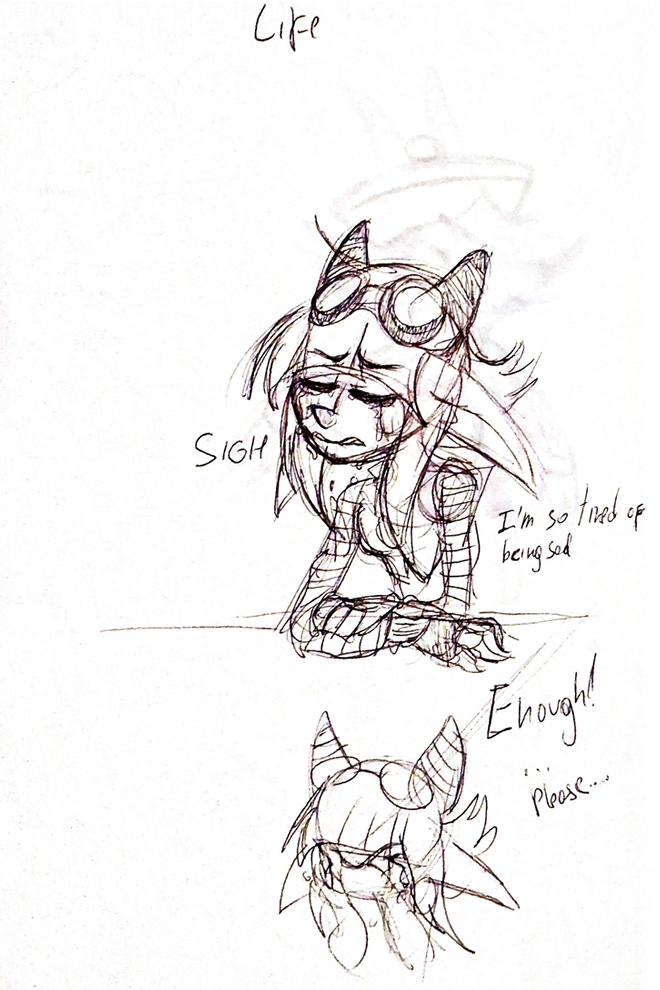 Life
SIGH
I'm so tired of
being sad
Enough!
...
Please....